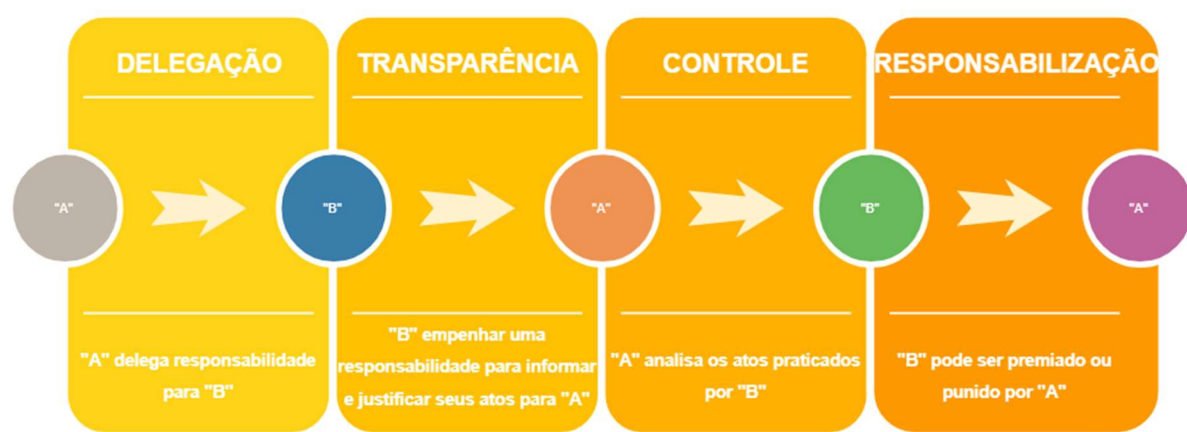 DELEGAÇÃO
TRANSPARÊNCIA
CONTROLE
RESPONSABILIZAÇÃO
"A"
"B"
"A"
"B"
"A"
"A" delega responsabilidade
para "B"
"B" empenhar uma
responsabilidade para informar
e justificar seus atos para "A"
"A" analisa os atos praticados
por "B"
"B" pode ser premiado ou
punido por "A"